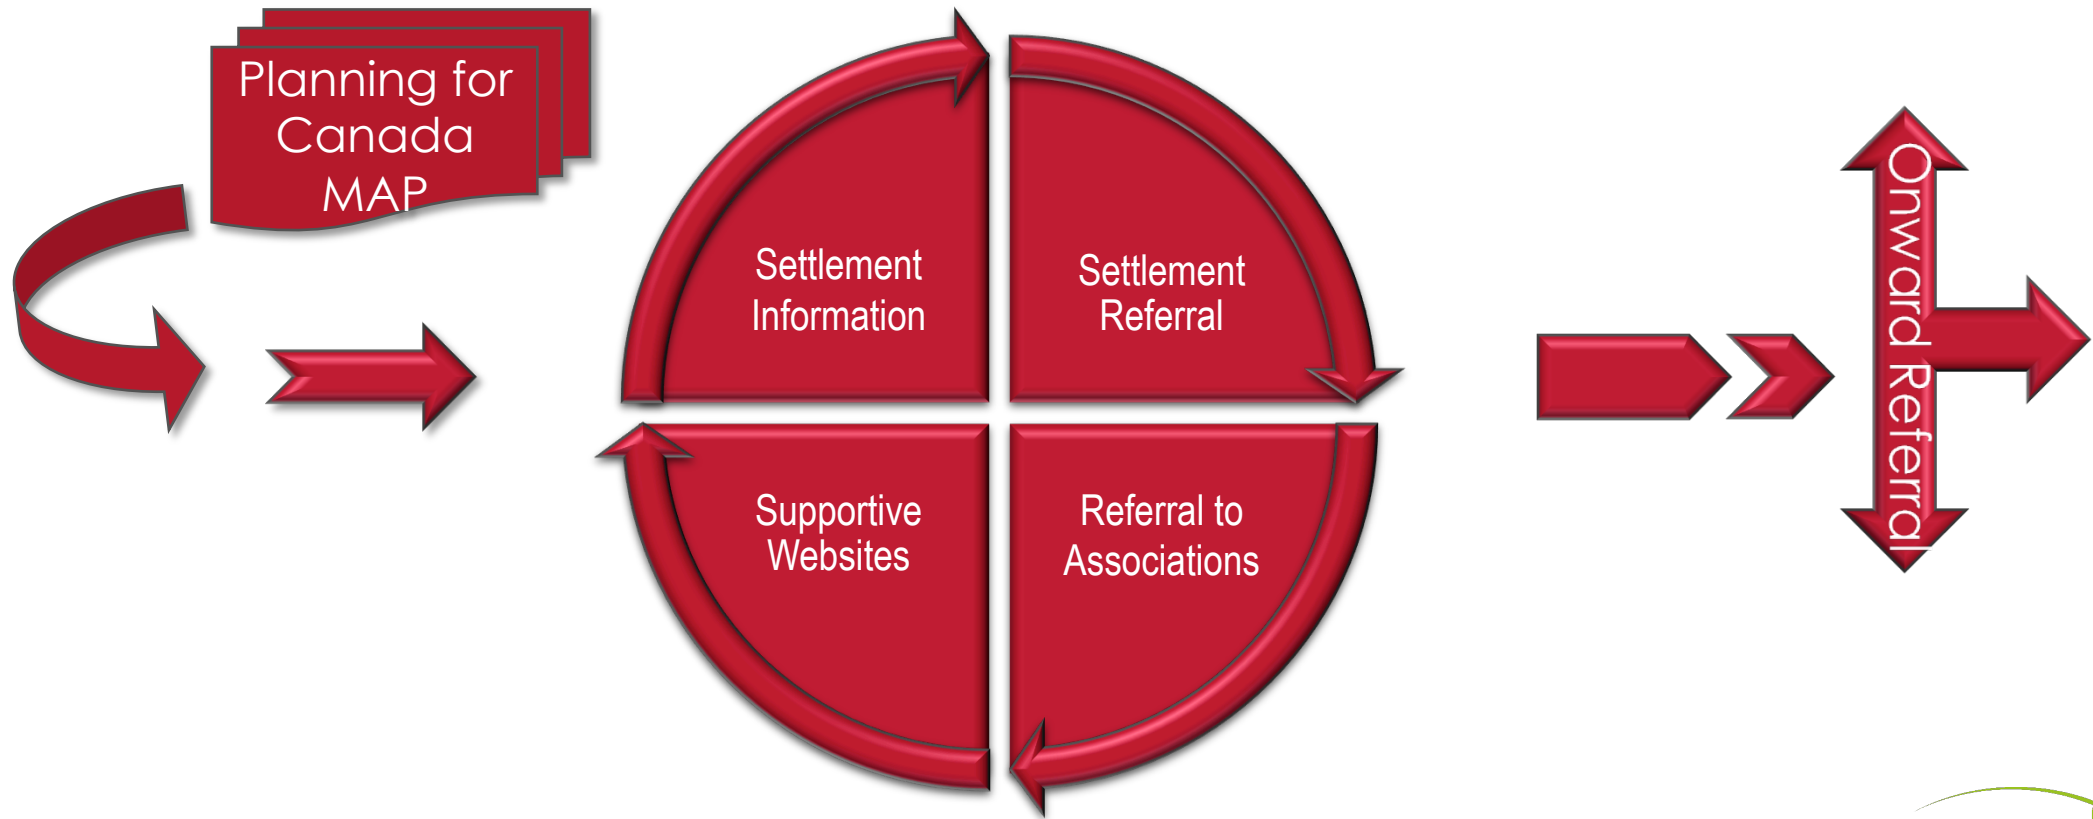 Planning for
Canada
MAP
Settlement
Information
Settlement
Referral
Supportive
Websites
Referral to
Associations
Onward Referral